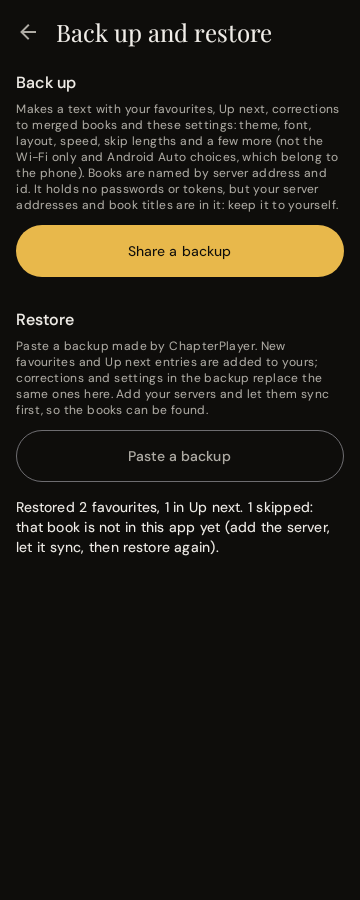 Back up and restore
Back up
Makes a text with your favourites, Up next, corrections
to merged books and these settings: theme, font,
layout, speed, skip lengths and a few more (not the
Wi-Fi only and Android Auto choices, which belong to
the phone). Books are named by server address and
id. It holds no passwords or tokens, but your server
addresses and book titles are in it: keep it to yourself.
Share a backup
Restore
Paste a backup made by ChapterPlayer. New
favourites and Up next entries are added to yours;
corrections and settings in the backup replace the
same ones here. Add your servers and let them sync
first, so the books can be found.
Paste a backup
Restored 2 favourites, 1 in Up next. 1 skipped:
that book is not in this app yet (add the server,
let it sync, then restore again).